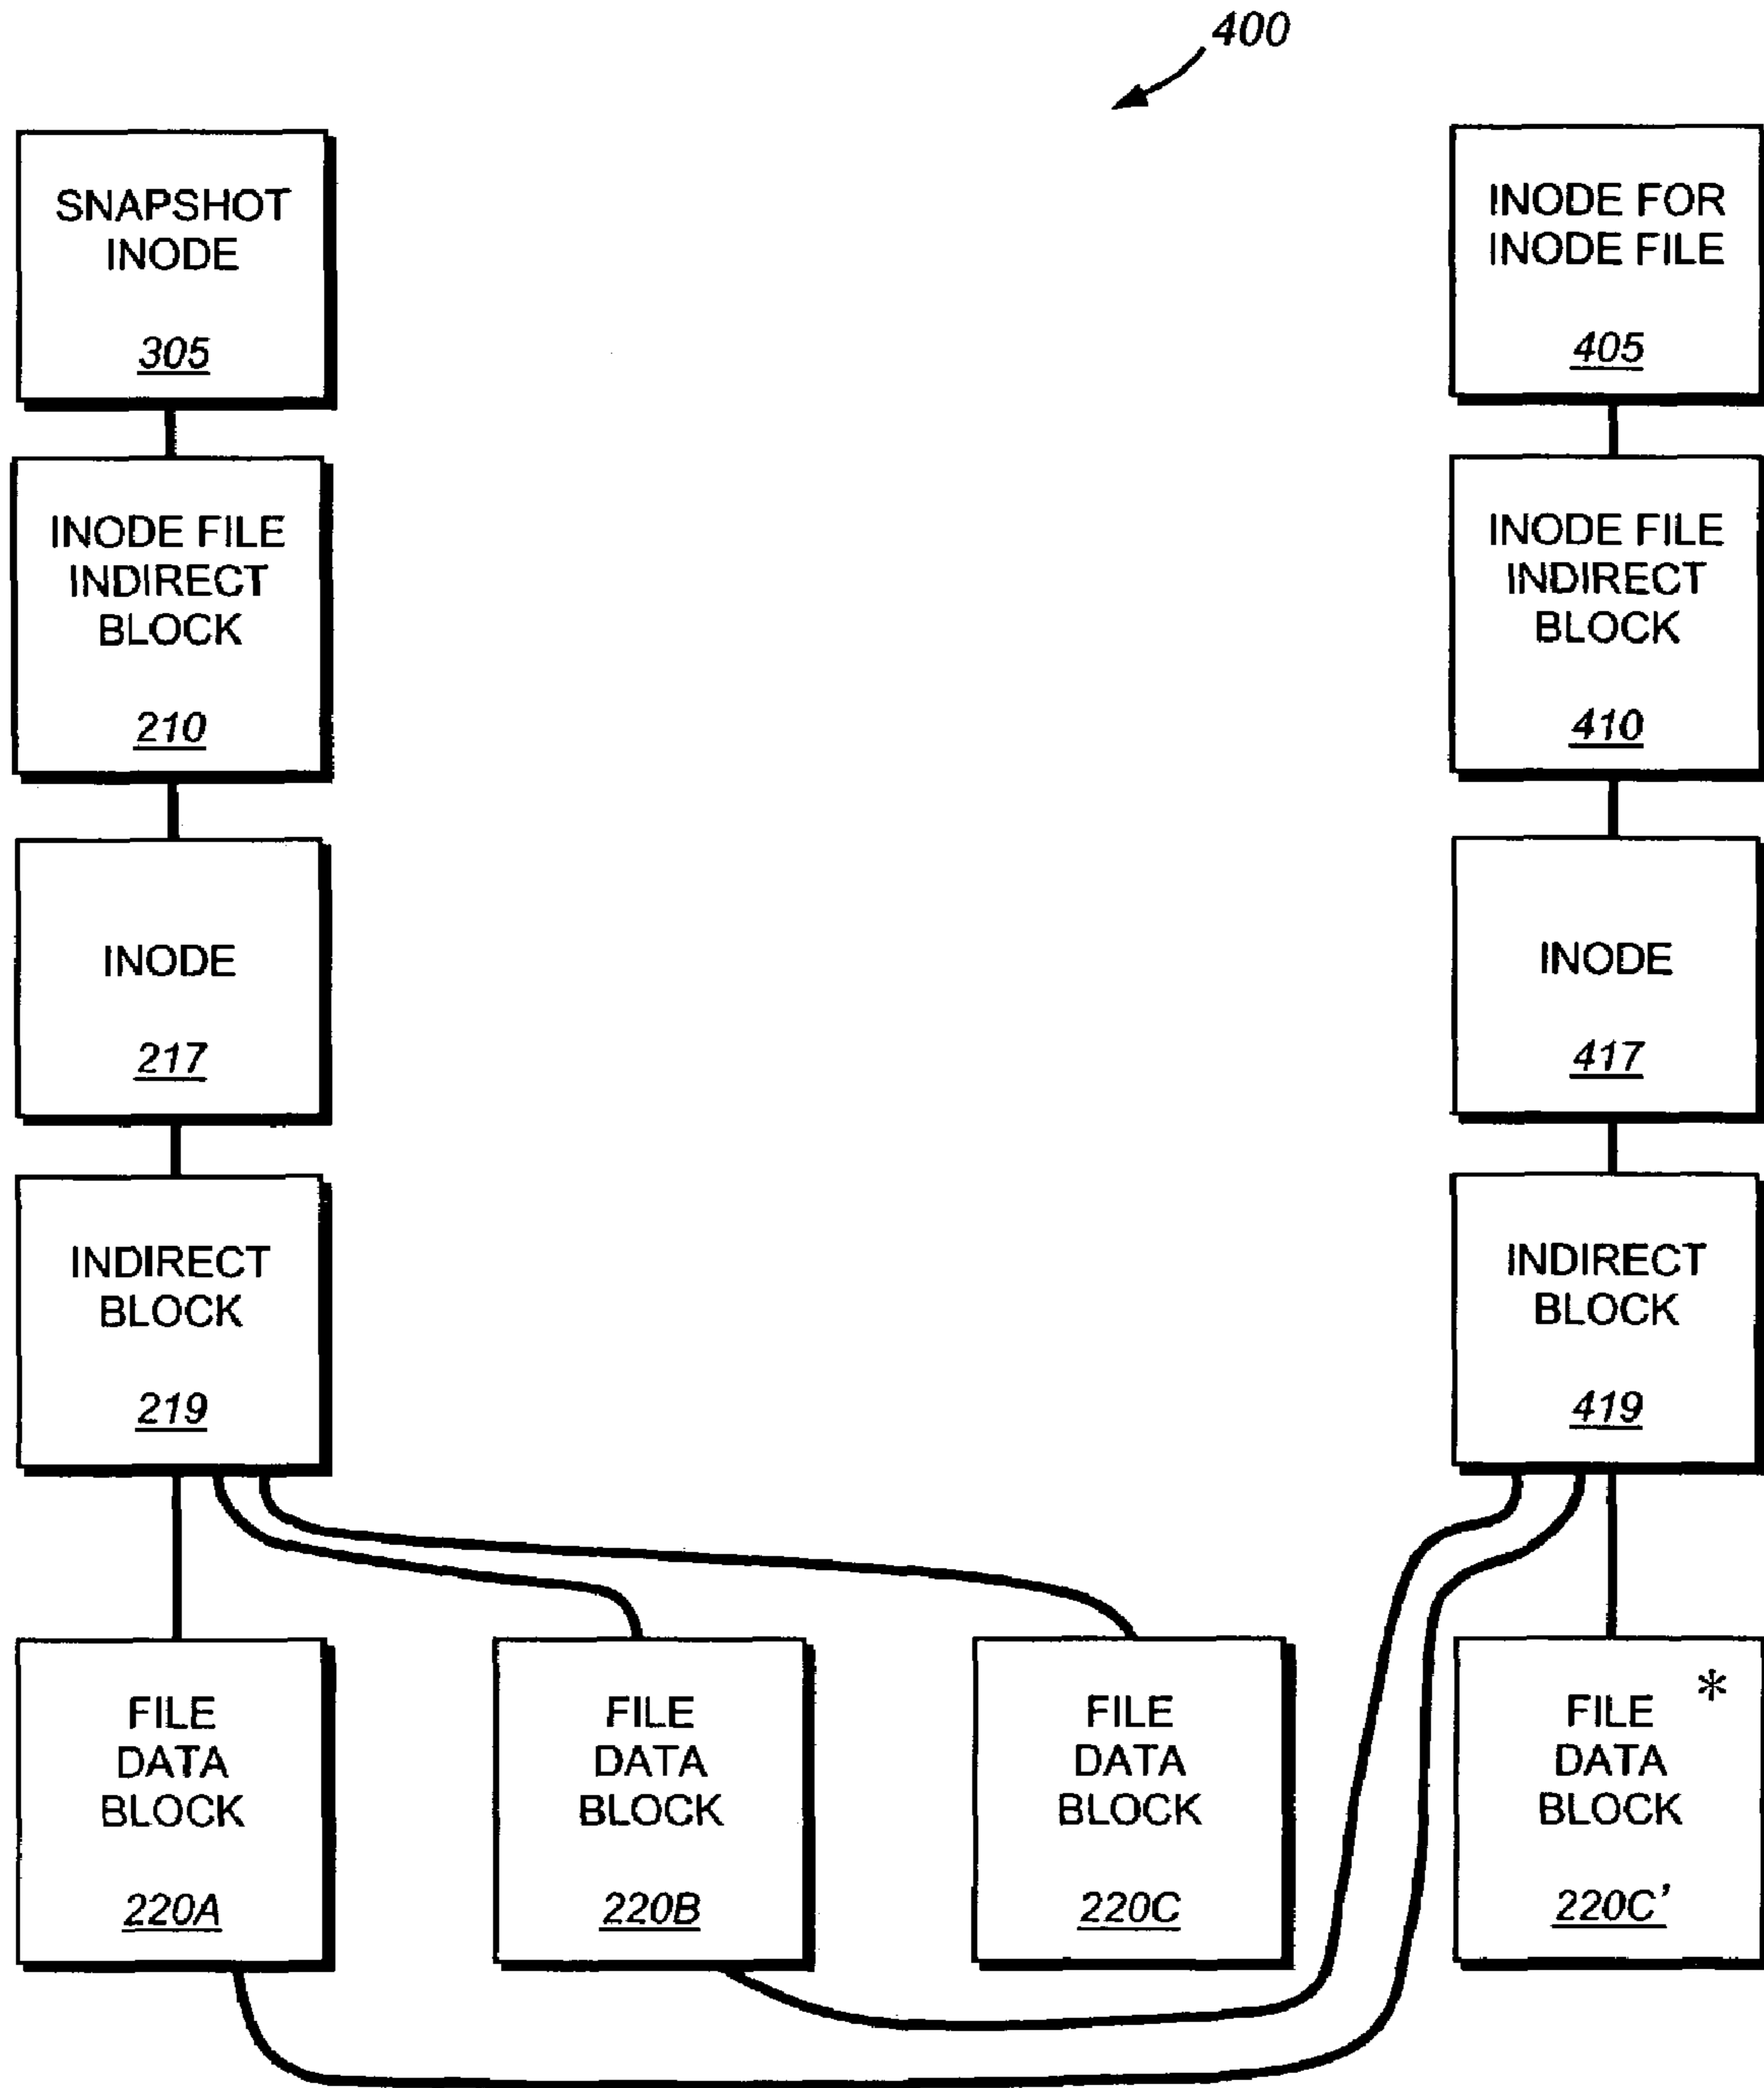 400
SNAPSHOT
INODE
305
INODE FOR
INODE FILE
405
INODE FILE
INDIRECT
BLOCK
210
INODE FILE
INDIRECT
BLOCK
410
INODE
217
INODE
417
INDIRECT
BLOCK
219
INDIRECT
BLOCK
419
FILE
DATA
BLOCK
220A
FILE
DATA
BLOCK
220B
FILE
DATA
BLOCK
220C
FILE *
DATA
BLOCK
220C'